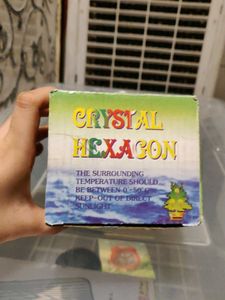 CRYSTAL
HEXAGON
THE SURROUNDING
TEMPERATURE SHOULD
BE BETWEEN 0°-50°C
KEEP-OUT OF DIRECT
SUNLIGHT